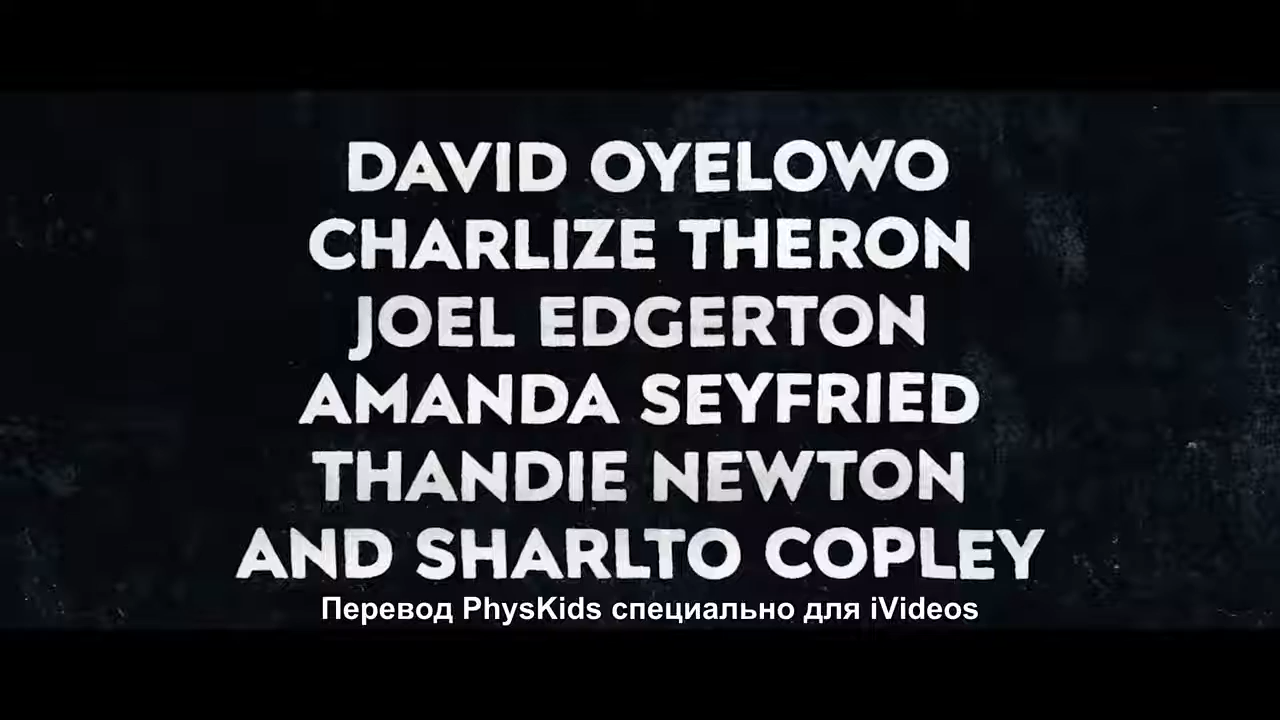 DAVID OYELOWO
CHARLIZE THERON
JOEL EDGERTON
AMANDA SEYFRIED
THANDIE NEWTON
AND SHARLTO COPLEY
Перевод PhysKids специально для iVideos